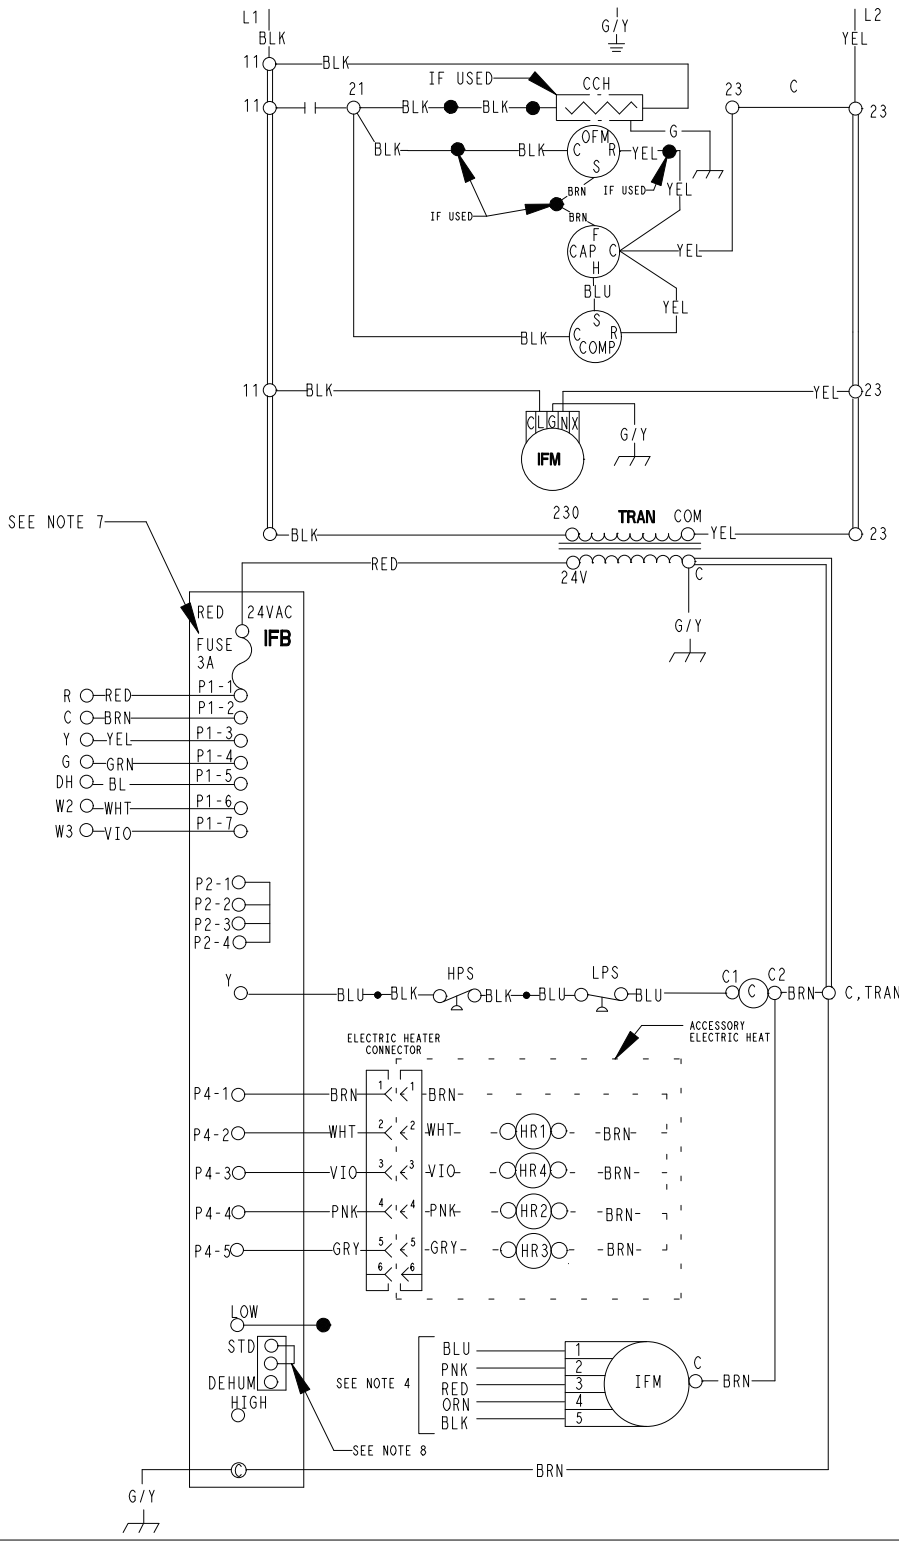 L1
G/Y
L2
BLK
YEL
11
BLK
IF USED
CCH
21
23
C
11
BLK
BLK
23
G
OFM
BLK
BLK
C
R
YEL
S
BRN
IF USED
YEL
IF USED
BRN
F
CAP
C
YEL
H
BLU
YEL
S
BLK
C
R
COMP
11
BLK
YEL
23
C L G N X
G/Y
IFM
230
TRAN
COM
SEE NOTE 7
BLK
YEL
23
RED
24V
C
RED
24VAC
G/Y
IFB
FUSE
3A
R
RED
P1-1
C
BRN
P1-2
Y
YEL
P1-3
G
GRN
P1-4
DH
BL
P1-5
W2
WHT
P1-6
W3
VIO
P1-7
P2-1
P2-2
P2-3
P2-4
HPS
LPS
C1
C2
Y
BLU
BLK
BLK
BLU
BLU
C
BRN
C,TRAN
ACCESSORY
ELECTRIC HEAT
ELECTRIC HEATER
CONNECTOR
P4-1
BRN
1
1
BRN
P4-2
WHT
2
2
WHT
HR1
BRN
P4-3
VIO
3
3
VIO
HR4
BRN
P4-4
PNK
4
4
PNK
HR2
BRN
P4-5
GRY
5
5
GRY
HR3
BRN
6
6
LOW
STD
DEHUM
HIGH
SEE NOTE 4
BLU
1
PNK
2
RED
3
ORN
4
BLK
5
IFM
C
BRN
SEE NOTE 8
C
BRN
G/Y